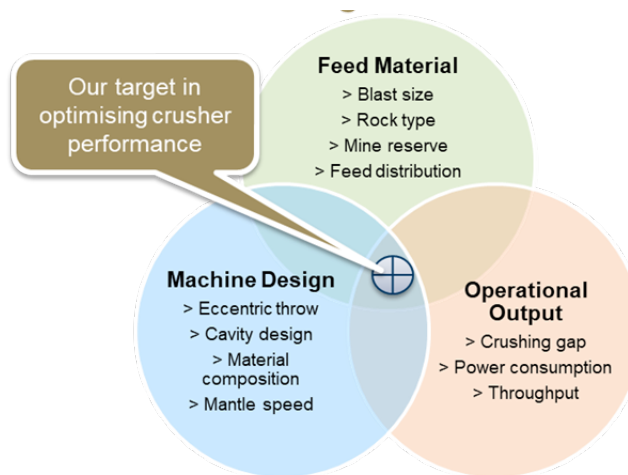 Our target in
optimising crusher
performance
Feed Material
> Blast size
> Rock type
> Mine reserve
> Feed distribution
Machine Design
> Eccentric throw
> Cavity design
> Material
composition
> Mantle speed
Operational
Output
> Crushing gap
> Power consumption
> Throughput